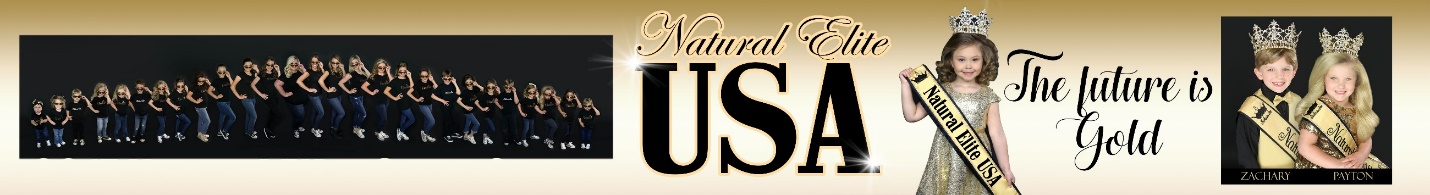 Natural Elite
USA
Natural Elite USA
The future is
Gold
ZACHARY PAYTON